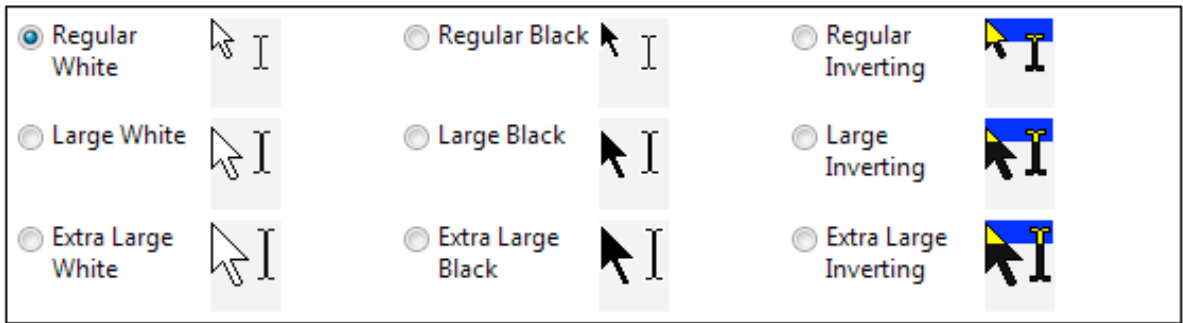 Regular White
Regular Black
Regular Inverting
Large White
Large Black
Large Inverting
Extra Large White
Extra Large Black
Extra Large Inverting